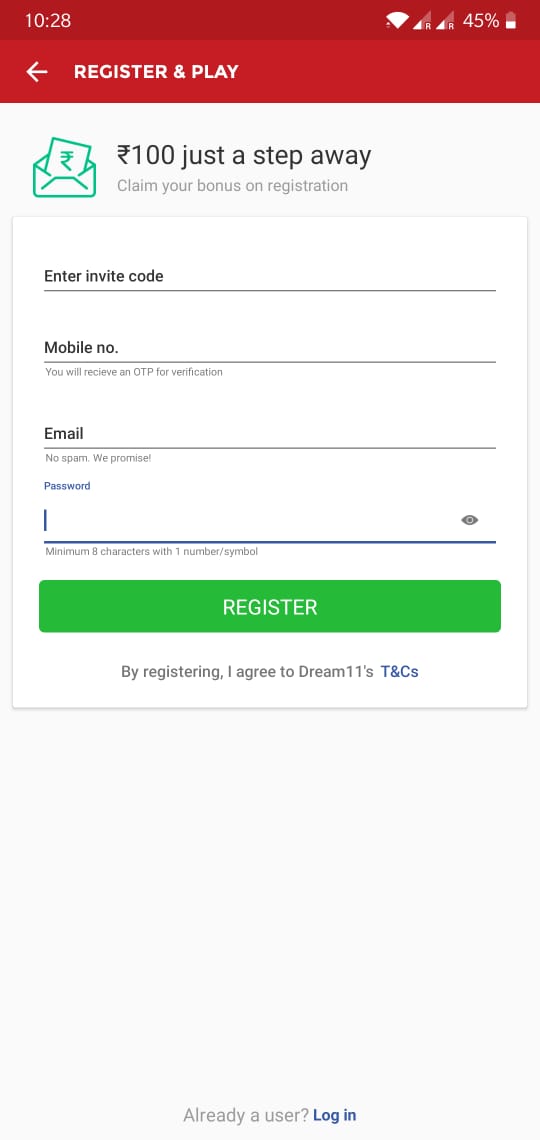 10:28
R R 45%
REGISTER & PLAY
₹
₹100 just a step away
Claim your bonus on registration
Enter invite code
Mobile no.
You will recieve an OTP for verification
Email
No spam. We promise!
Password
Minimum 8 characters with 1 number/symbol
REGISTER
By registering, I agree to Dream11's T&Cs
Already a user? Log in